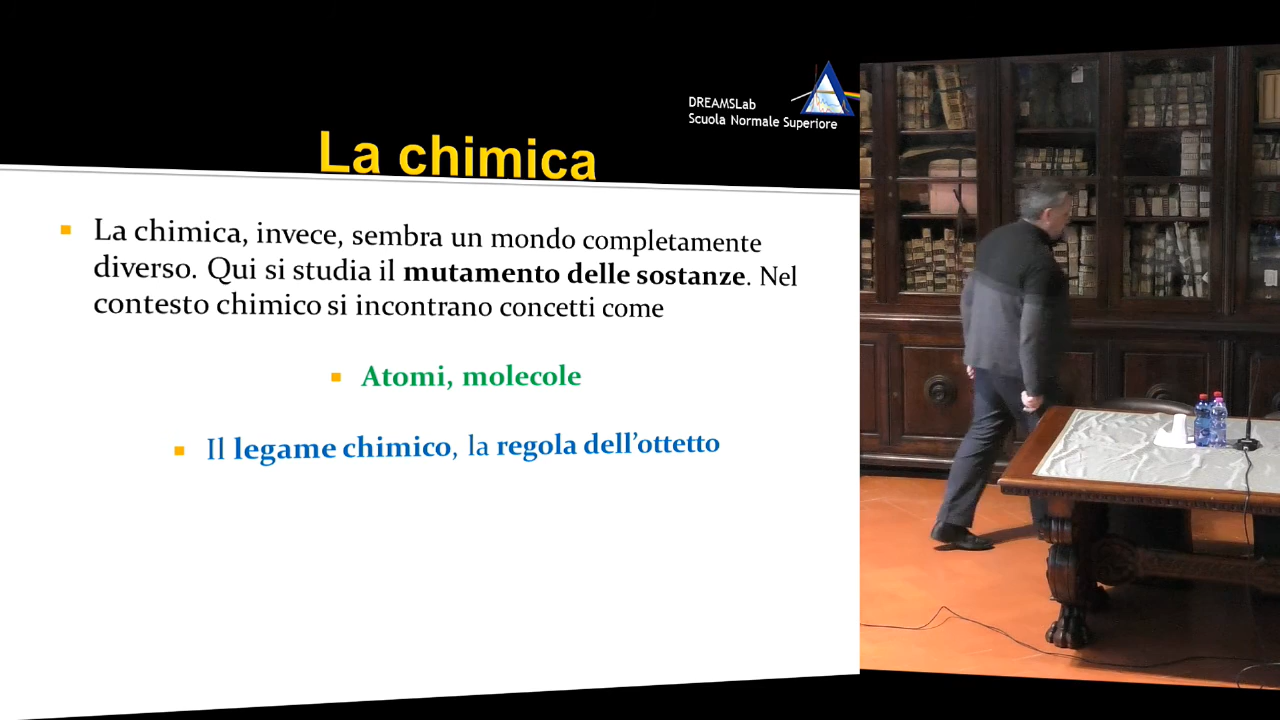 DREAMSLab
Scuola Normale Superiore
La chimica
La chimica, invece, sembra un mondo completamente
diverso. Qui si studia il mutamento delle sostanze. Nel
contesto chimico si incontrano concetti come
Atomi, molecole
Il legame chimico, la regola dell'ottetto